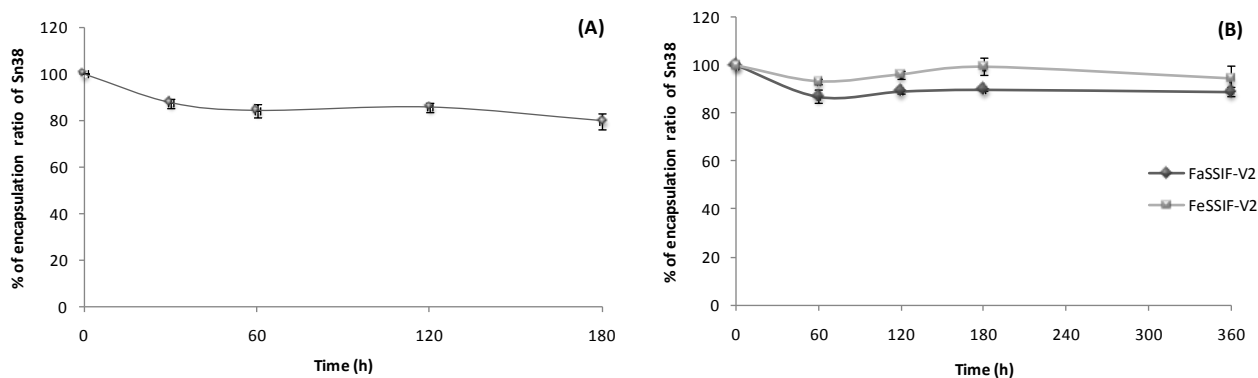 (A)
% of encapsulation ratio of Sn38
120
100
80
60
40
20
0
0 60 120 180
Time (h)
(B)
% of encapsulation ratio of Sn38
120
100
80
60
40
20
0
0 60 120 180 240 300 360
Time (h)
FaSSIF-V2
FeSSIF-V2